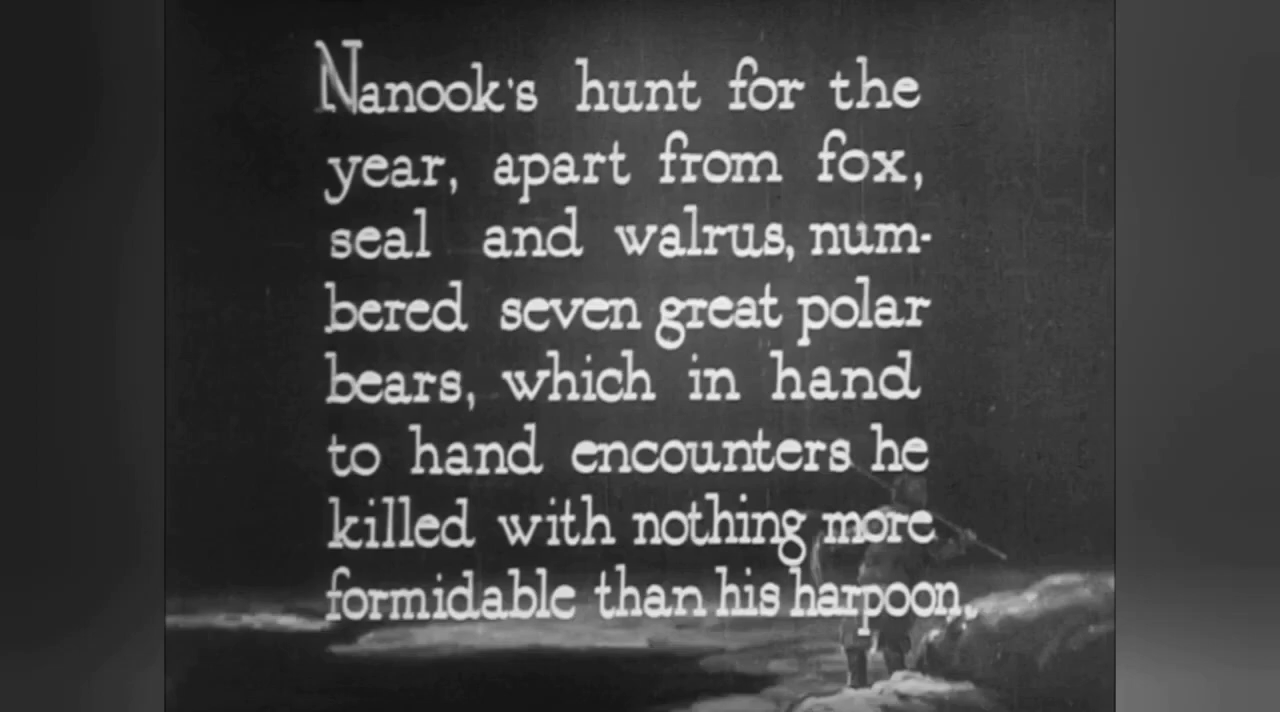 Nanook's hunt for the
year, apart from fox,
seal and walrus, num-
bered seven great polar
bears, which in hand
to hand encounters he
killed with nothing more
formidable than his harpoon.